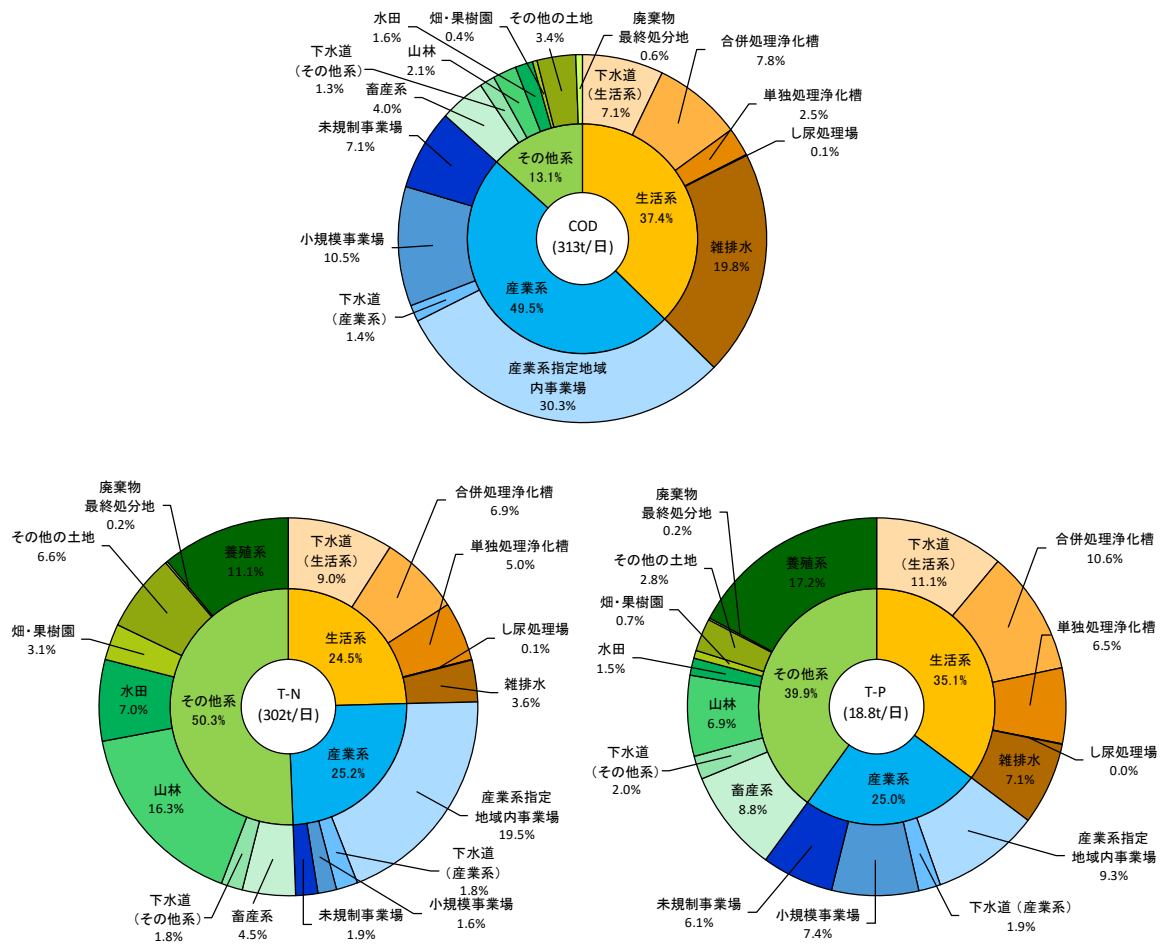 水田
1.6%
畑・果樹園
0.4%
その他の土地
3.4%
廃棄物
最終処分地
0.6%
合併処理浄化槽
7.8%
下水道
（その他系）
1.3%
山林
2.1%
下水道
（生活系）
7.1%
単独処理浄化槽
2.5%
畜産系
4.0%
し尿処理場
0.1%
未規制事業場
7.1%
その他系
13.1%
生活系
37.4%
COD
(313t/日)
小規模事業場
10.5%
雑排水
19.8%
産業系
49.5%
下水道
（産業系）
1.4%
産業系指定地域
内事業場
30.3%
廃棄物
最終処分地
0.2%
合併処理浄化槽
6.9%
その他の土地
6.6%
養殖系
11.1%
下水道
（生活系）
9.0%
単独処理浄化槽
5.0%
畑・果樹園
3.1%
生活系
24.5%
し尿処理場
0.1%
水田
7.0%
その他系
50.3%
T-N
(302t/日)
雑排水
3.6%
産業系
25.2%
山林
16.3%
産業系指定
地域内事業場
19.5%
下水道
（産業系）
1.8%
下水道
（その他系）
1.8%
畜産系
4.5%
未規制事業場
1.9%
小規模事業場
1.6%
廃棄物
最終処分地
0.2%
養殖系
17.2%
下水道
（生活系）
11.1%
合併処理浄化槽
10.6%
その他の土地
2.8%
畑・果樹園
0.7%
単独処理浄化槽
6.5%
水田
1.5%
その他系
39.9%
生活系
35.1%
T-P
(18.8t/日)
山林
6.9%
し尿処理場
0.0%
下水道
（その他系）
2.0%
雑排水
7.1%
産業系
25.0%
畜産系
8.8%
産業系指定
地域内事業場
9.3%
未規制事業場
6.1%
小規模事業場
7.4%
下水道（産業系）
1.9%